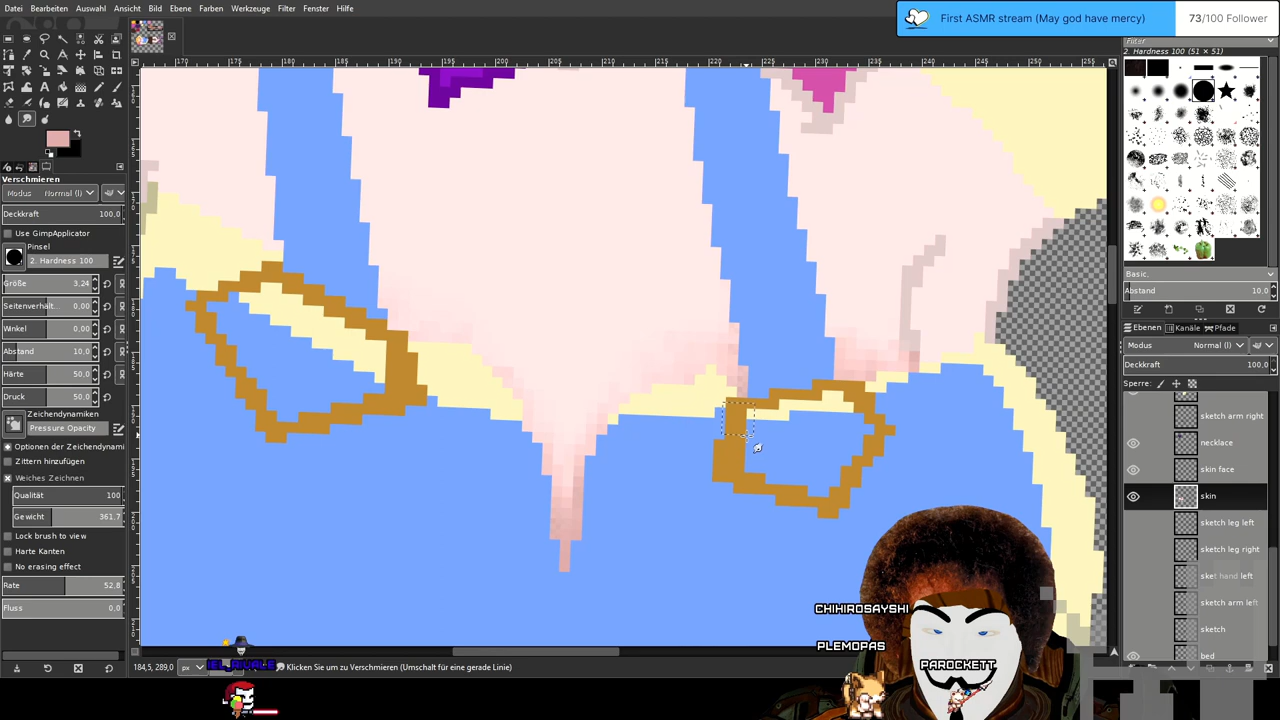 Datei Bearbeiten Auswahl Ansicht Bild Ebene Farben Werkzeuge Filter Fenster Hilfe
First ASMR stream (May god have mercy) 73/100 Follower
Filter
2. Hardness 100 (51 × 51)
Verschmieren
Modus Normal (l)
Deckkraft 100,0
Use GimpApplicator
Pinsel
2. Hardness 100
Größe 3,24
Seitenverhält... 0,00
Winkel 0,00
Abstand 10,0
Härte 50,0
Druck 50,0
Zeichendynamiken
Pressure Opacity
Optionen der Zeichendynami
Zittern hinzufügen
Weiches Zeichnen
Qualität 100
Gewicht 361,7
Lock brush to view
Harte Kanten
No erasing effect
Rate 52,8
Fluss 0,0
Basic.
Abstand 10,0
Ebenen Kanäle Pfade
Modus Normal (l)
Deckkraft 100,0
Sperre:
sketch arm right
necklace
skin face
skin
sketch leg left
sketch leg right
sket hand left
sketch arm left
sketch
bed
CHIHIROSAYSHI
PLEMOPAS
PAROCKETT
184,5, 289,0 px Klicken Sie um zu Verschmieren (Umschalt für eine gerade Linie)